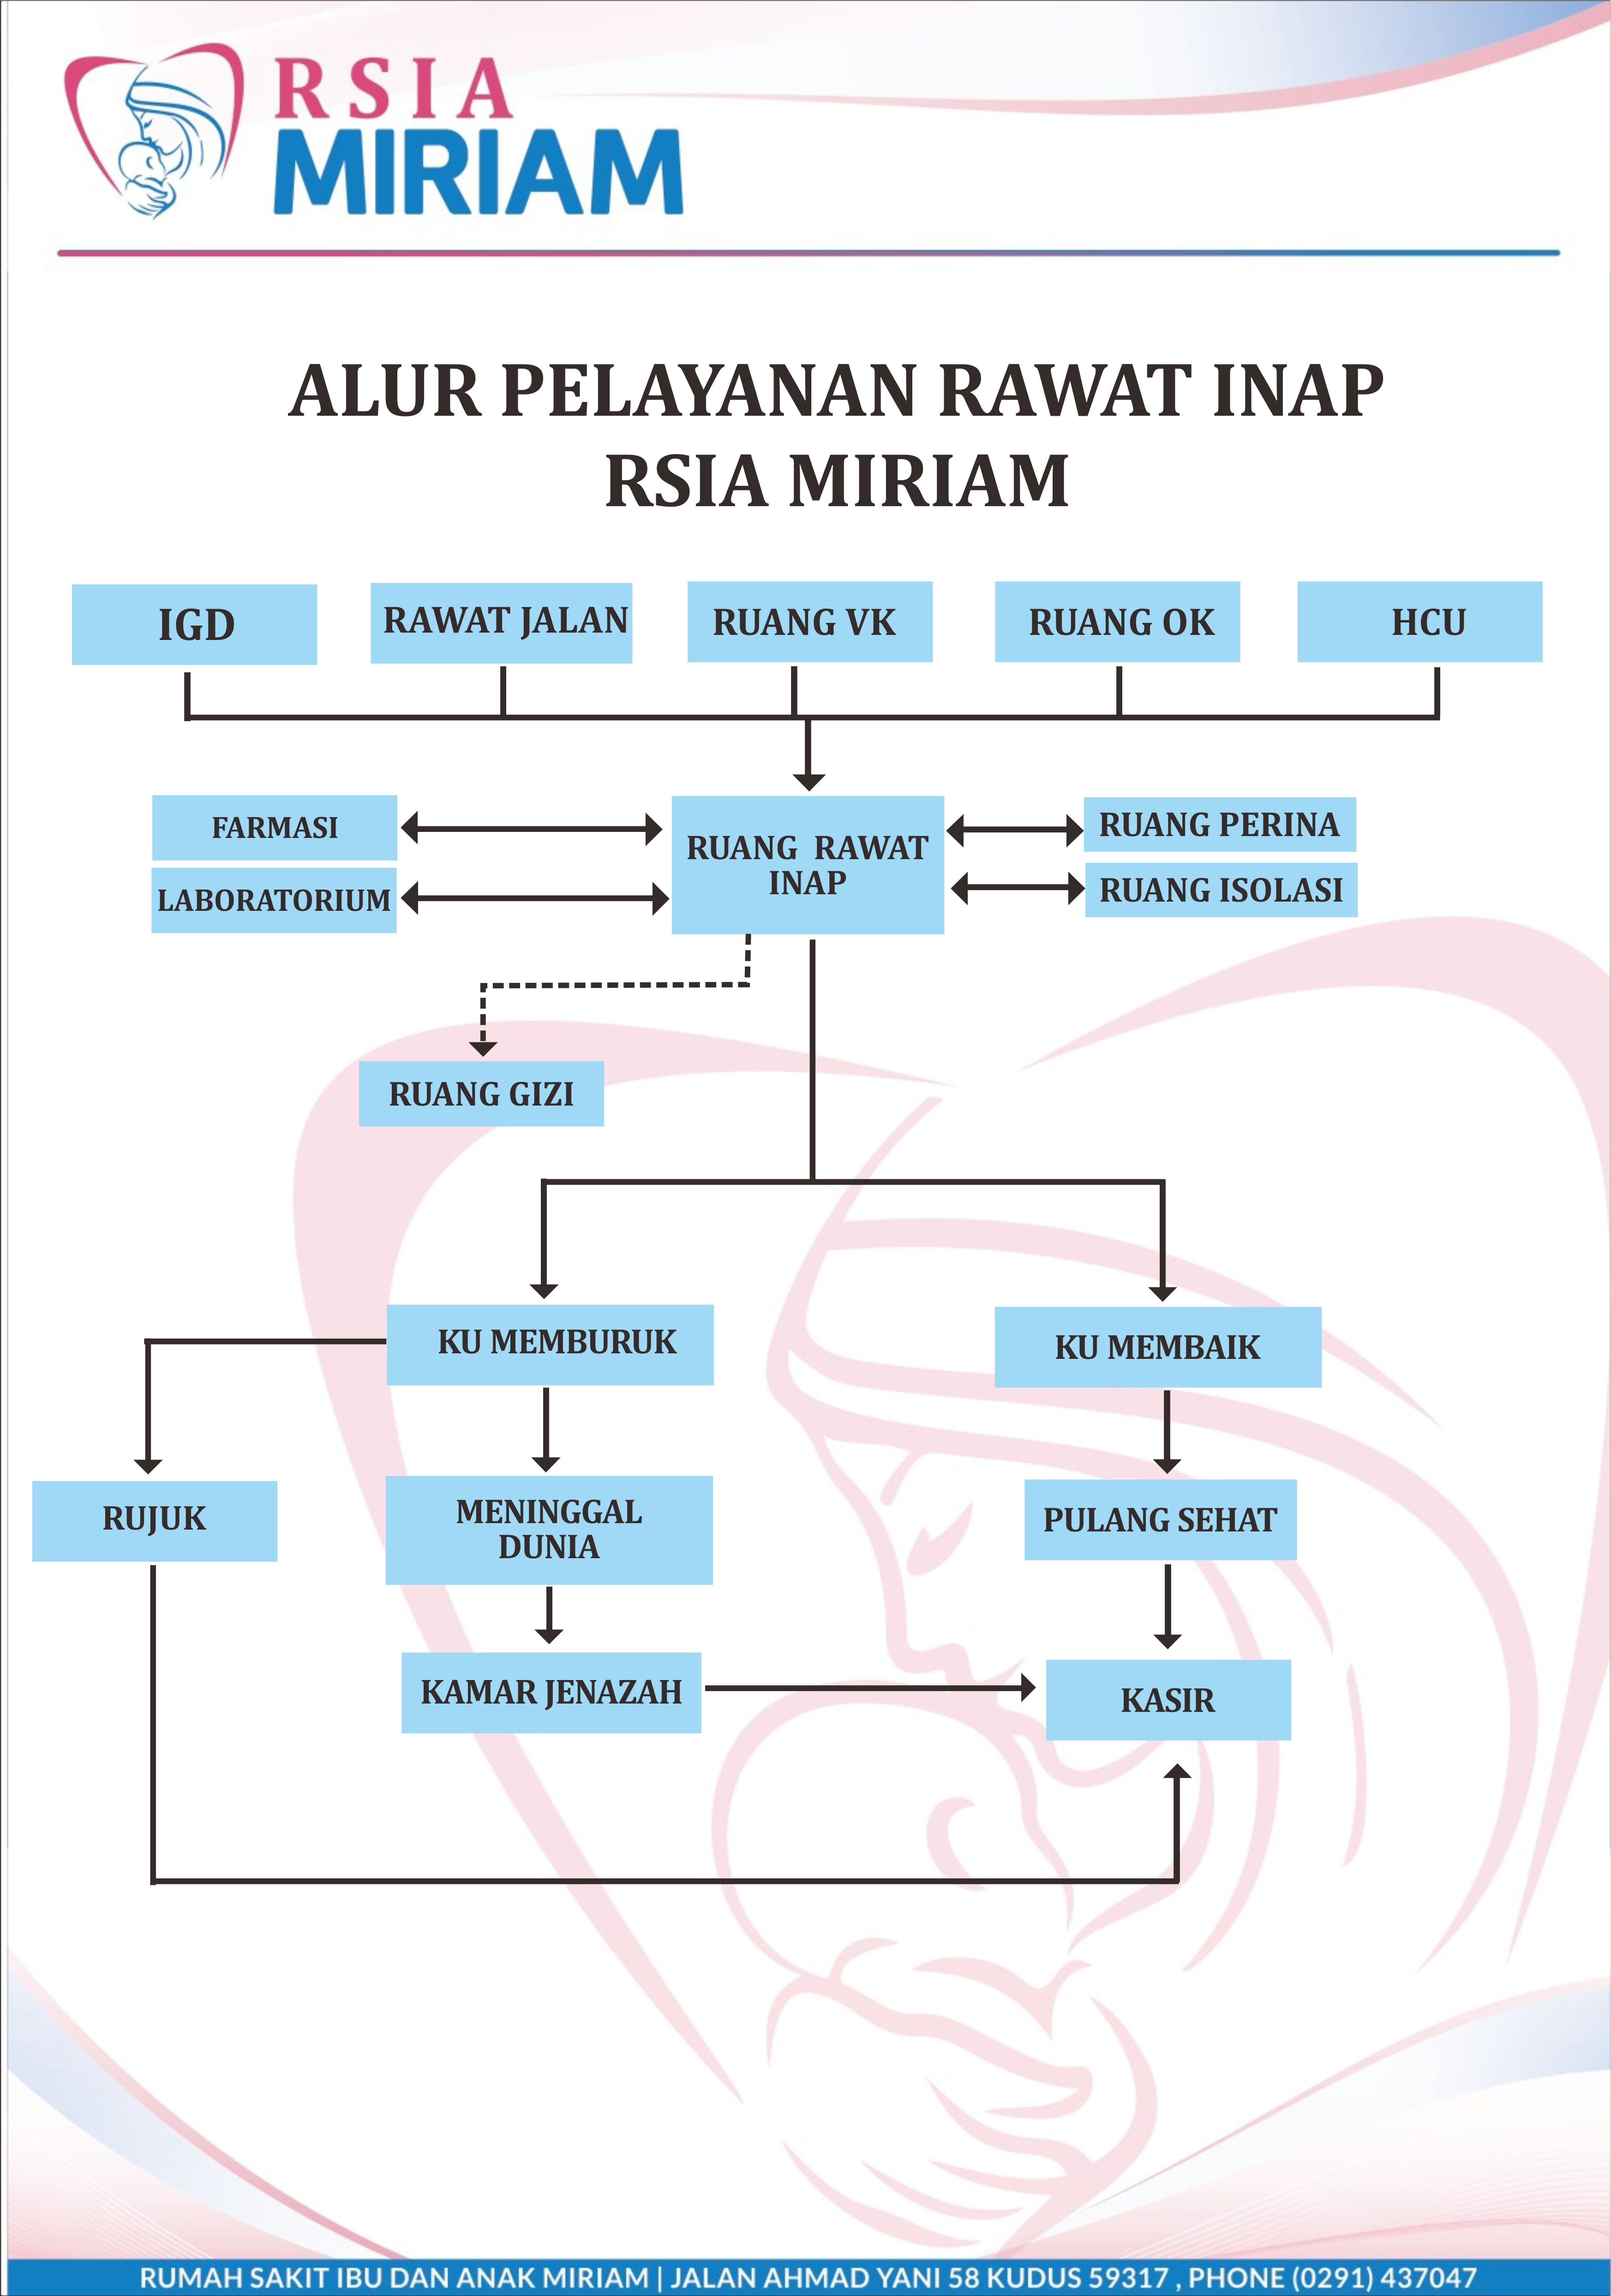 RSIA
MIRIAM
ALUR PELAYANAN RAWAT INAP
RSIA MIRIAM
IGD
RAWAT JALAN
RUANG VK
RUANG OK
HCU
FARMASI
LABORATORIUM
RUANG RAWAT
INAP
RUANG PERINA
RUANG ISOLASI
RUANG GIZI
KU MEMBURUK
KU MEMBAIK
RUJUK
MENINGGAL
DUNIA
PULANG SEHAT
KAMAR JENAZAH
KASIR
RUMAH SAKIT IBU DAN ANAK MIRIAM | JALAN AHMAD YANI 58 KUDUS 59317 , PHONE (0291) 437047